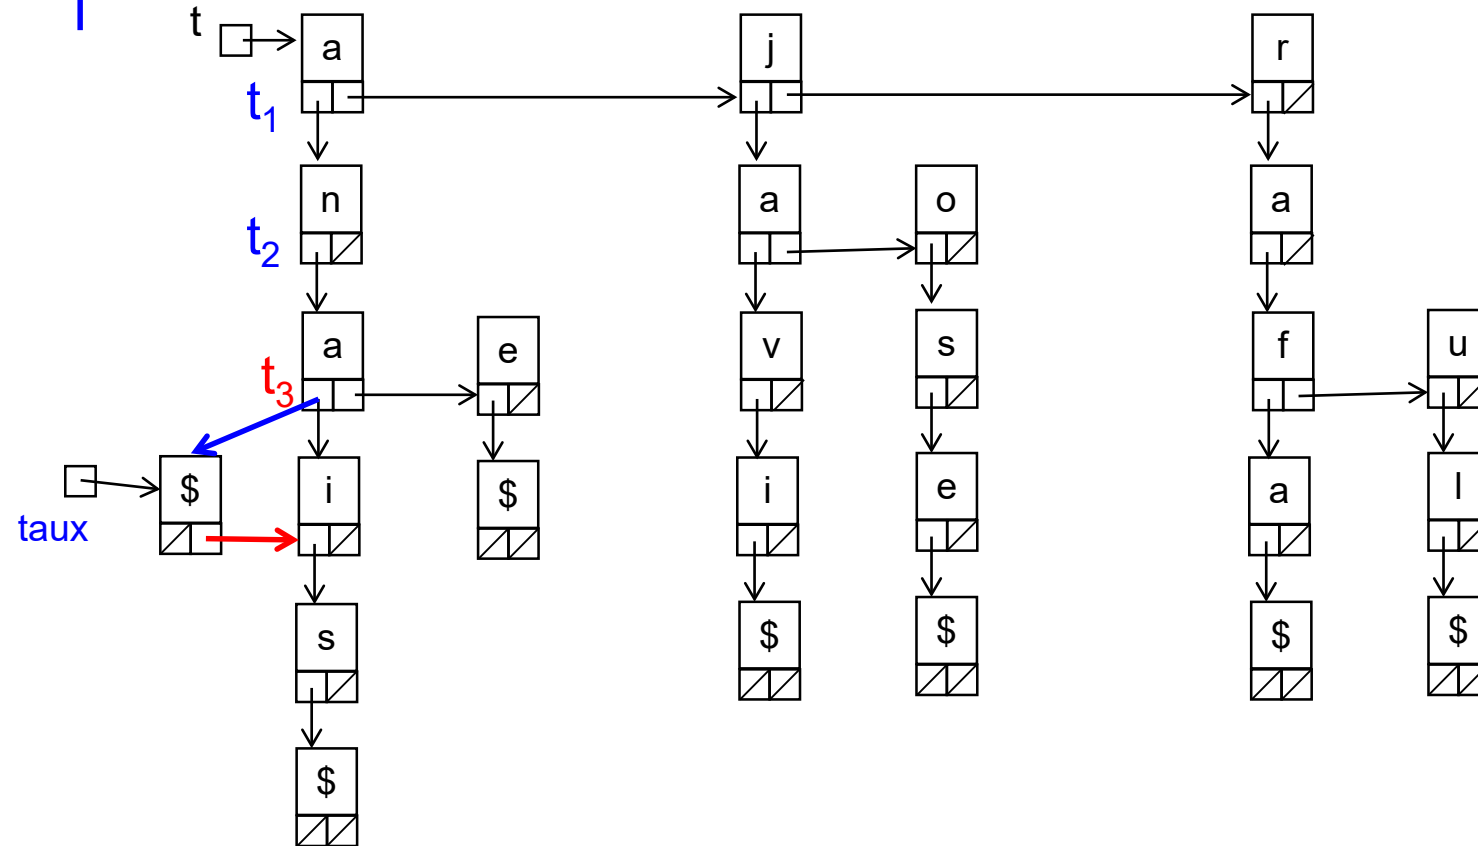 t a j r
t1
n a o a
t2
a e v s f u
t3
$ i $ i e a l
taux
s $ $ $ $
$